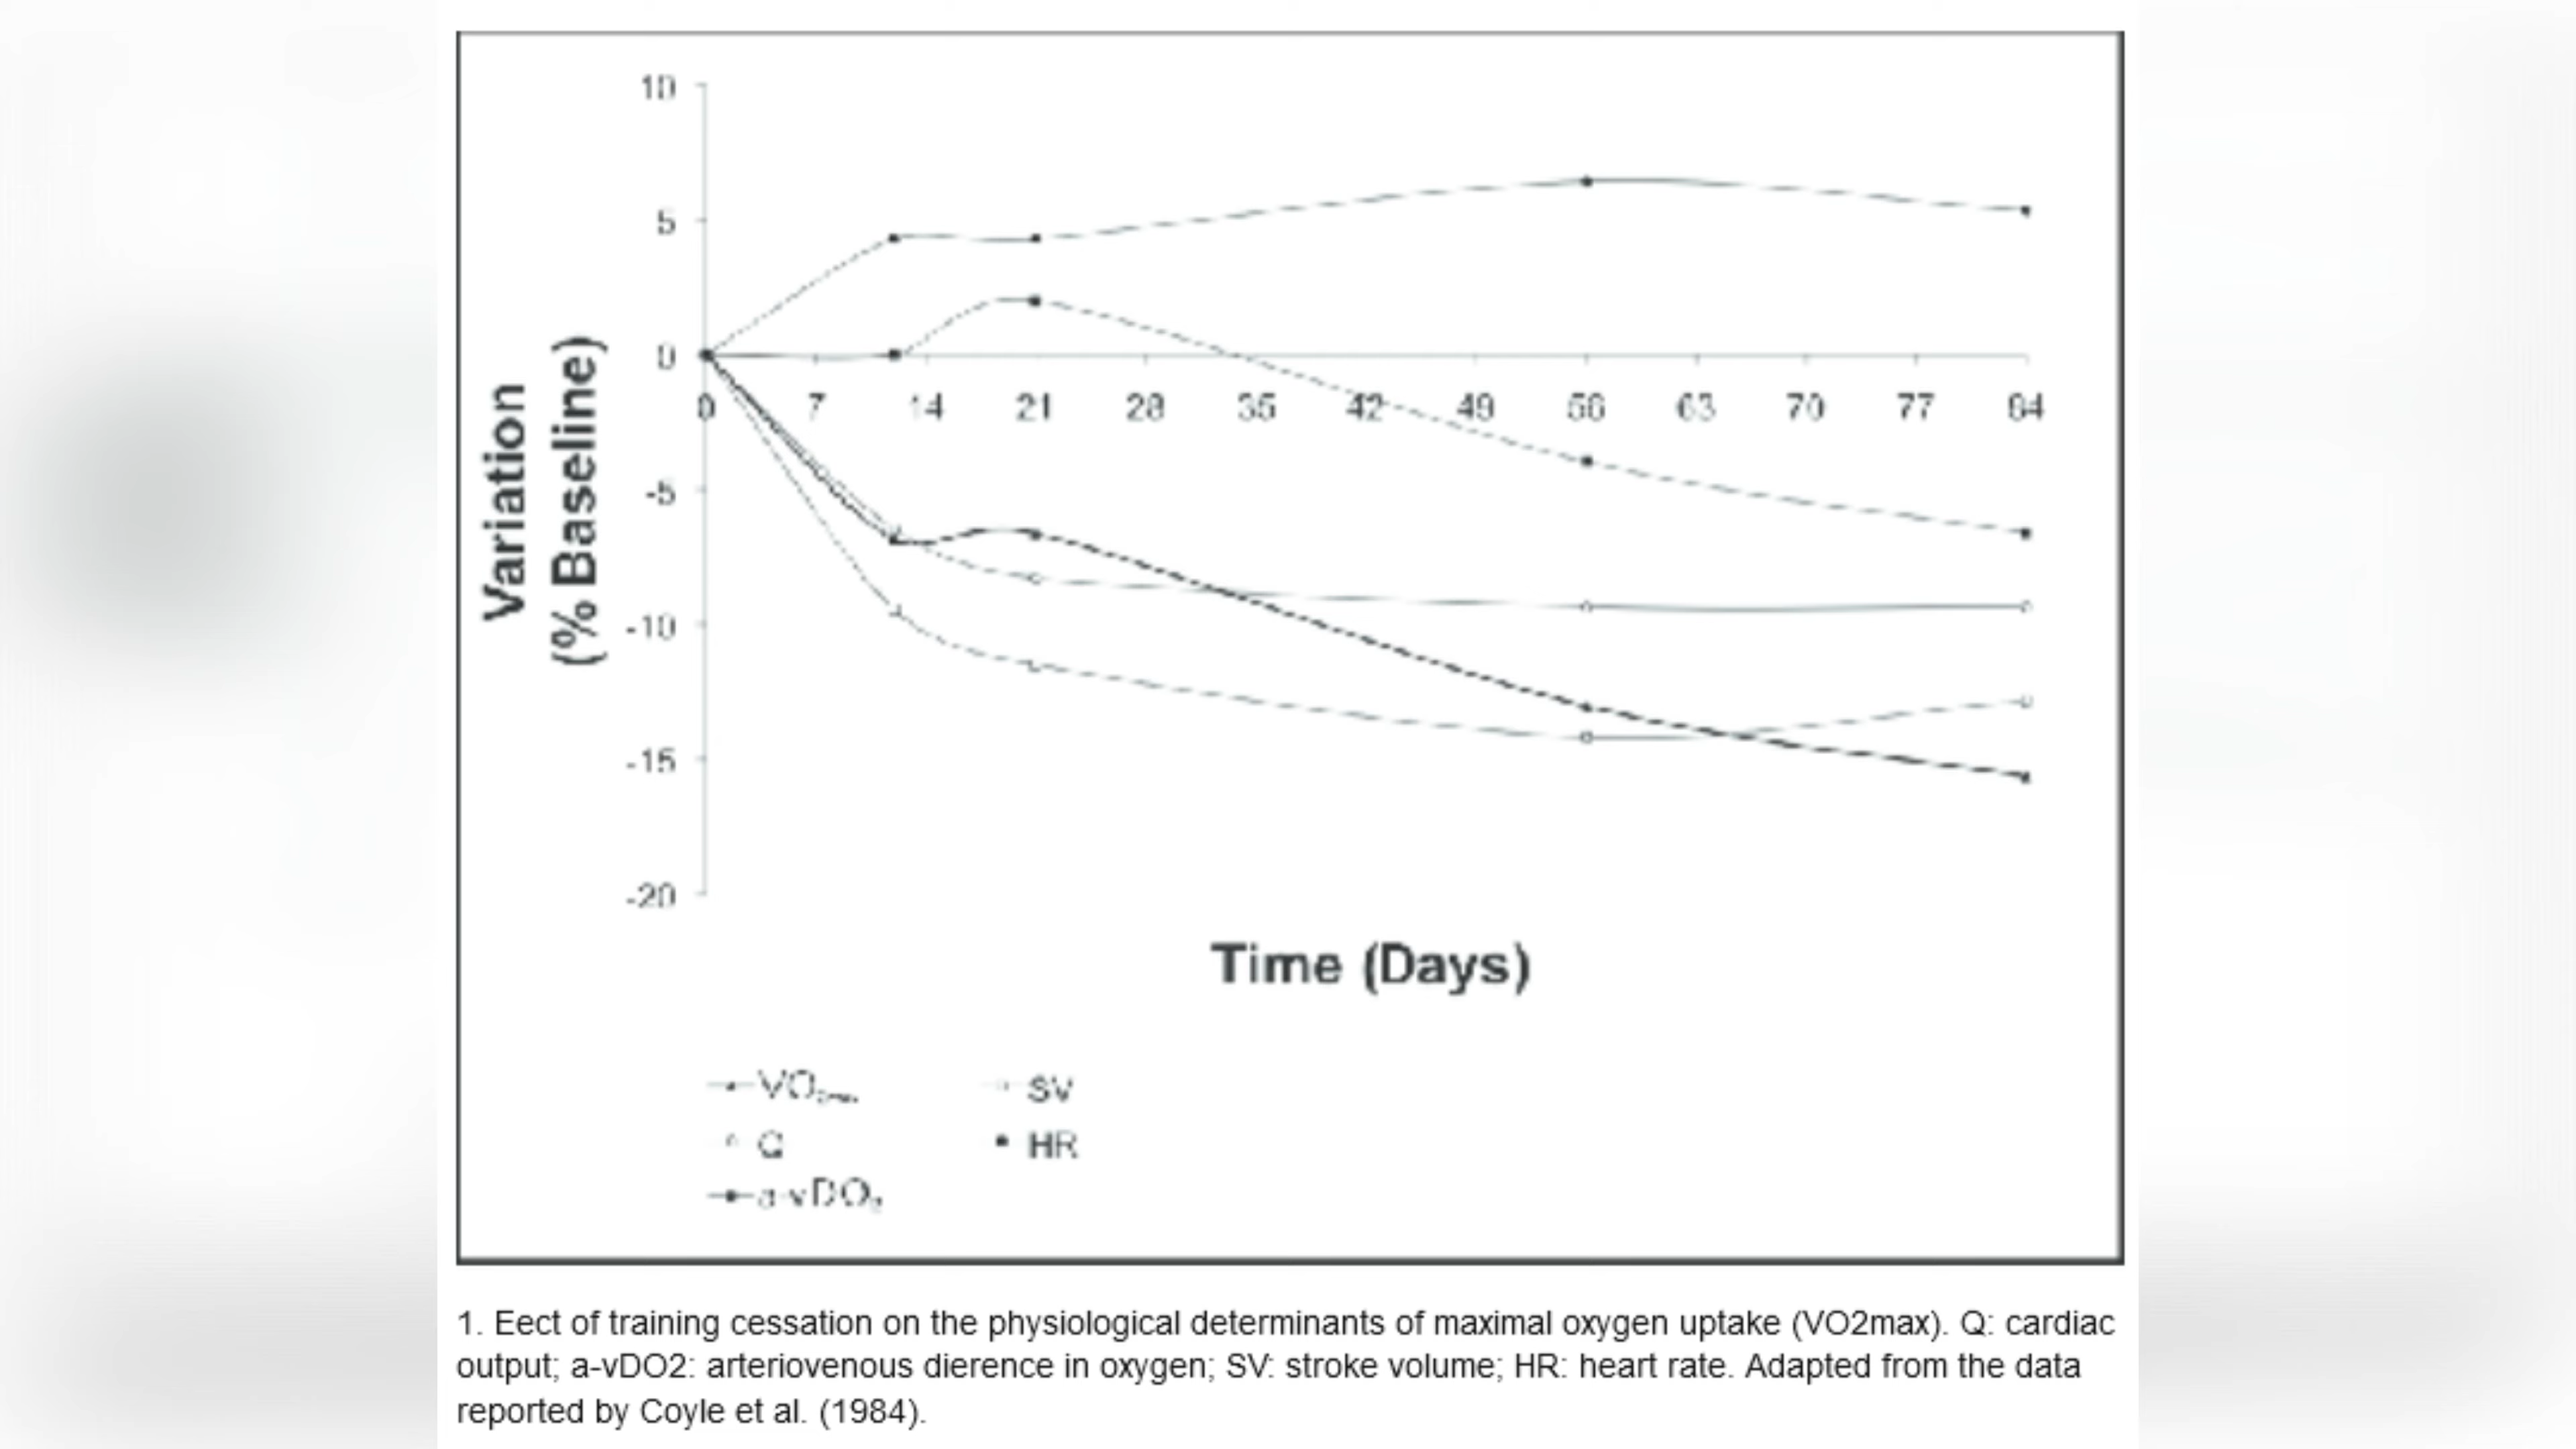 10
5
0
-5
-10
-15
-20
0 7 14 21 28 35 42 49 56 63 70 77 84
Variation
(% Baseline)
Time (Days)
SV
Q
HR
a-vDO2
1. Eect of training cessation on the physiological determinants of maximal oxygen uptake (VO2max). Q: cardiac
output; a-vDO2: arteriovenous dierence in oxygen; SV: stroke volume; HR: heart rate. Adapted from the data
reported by Coyle et al. (1984).